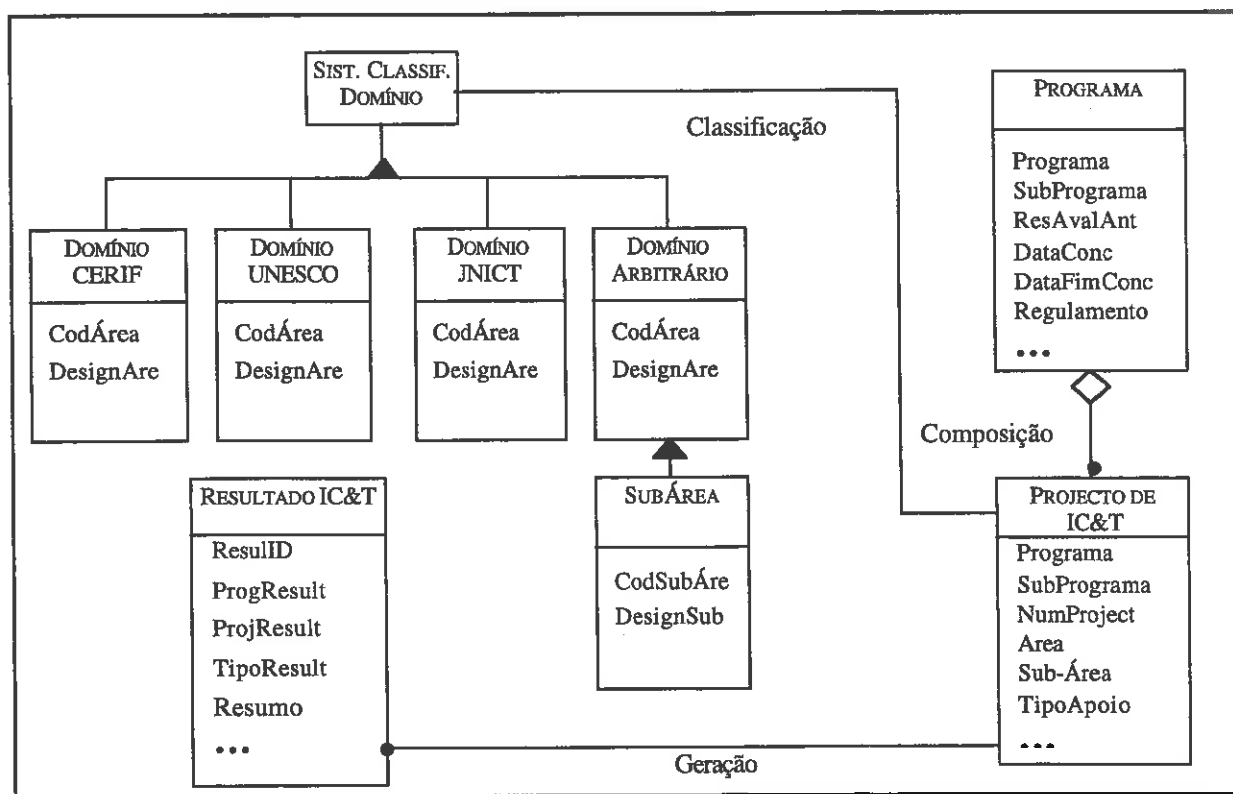 SIST. CLASSIF.
DOMÍNIO
Classificação
PROGRAMA
Programa
SubPrograma
ResAvalAnt
DataConc
DataFimConc
Regulamento
•••
DOMÍNIO
CERIF
CodÁrea
DesignAre
DOMÍNIO
UNESCO
CodÁrea
DesignAre
DOMÍNIO
JNICT
CodÁrea
DesignAre
DOMÍNIO
ARBITRÁRIO
CodÁrea
DesignAre
Composição
RESULTADO IC&T
ResulID
ProgResult
ProjResult
TipoResult
Resumo
•••
SUBÁREA
CodSubÁre
DesignSub
PROJECTO DE
IC&T
Programa
SubPrograma
NumProject
Area
Sub-Área
TipoApoio
•••
Geração